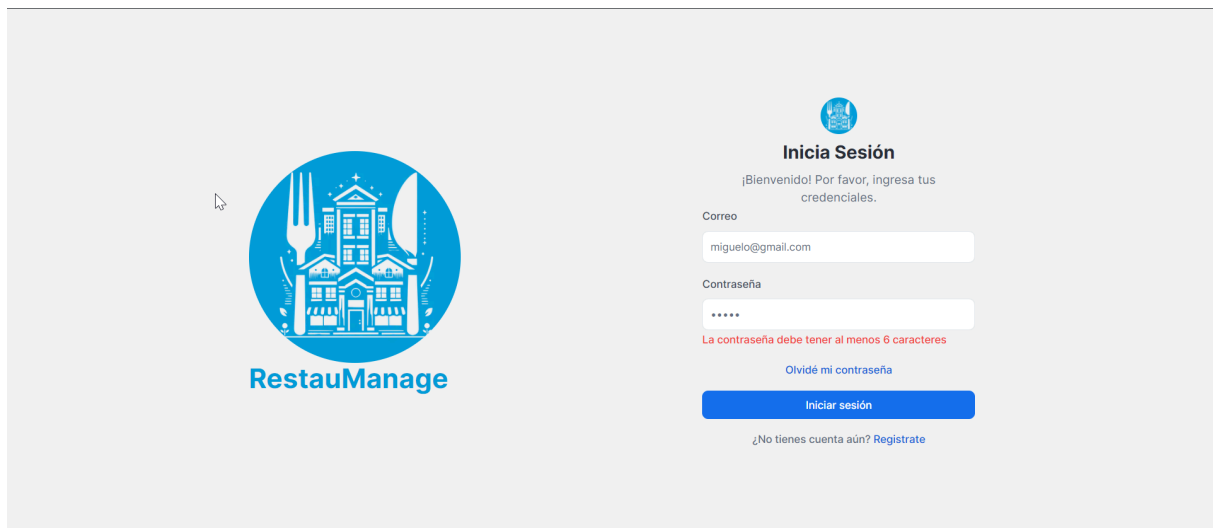 RestauManage
Inicia Sesión
¡Bienvenido! Por favor, ingresa tus
credenciales.
Correo
miguelo@gmail.com
Contraseña
•••••
La contraseña debe tener al menos 6 caracteres
Olvidé mi contraseña
Iniciar sesión
¿No tienes cuenta aún? Registrate